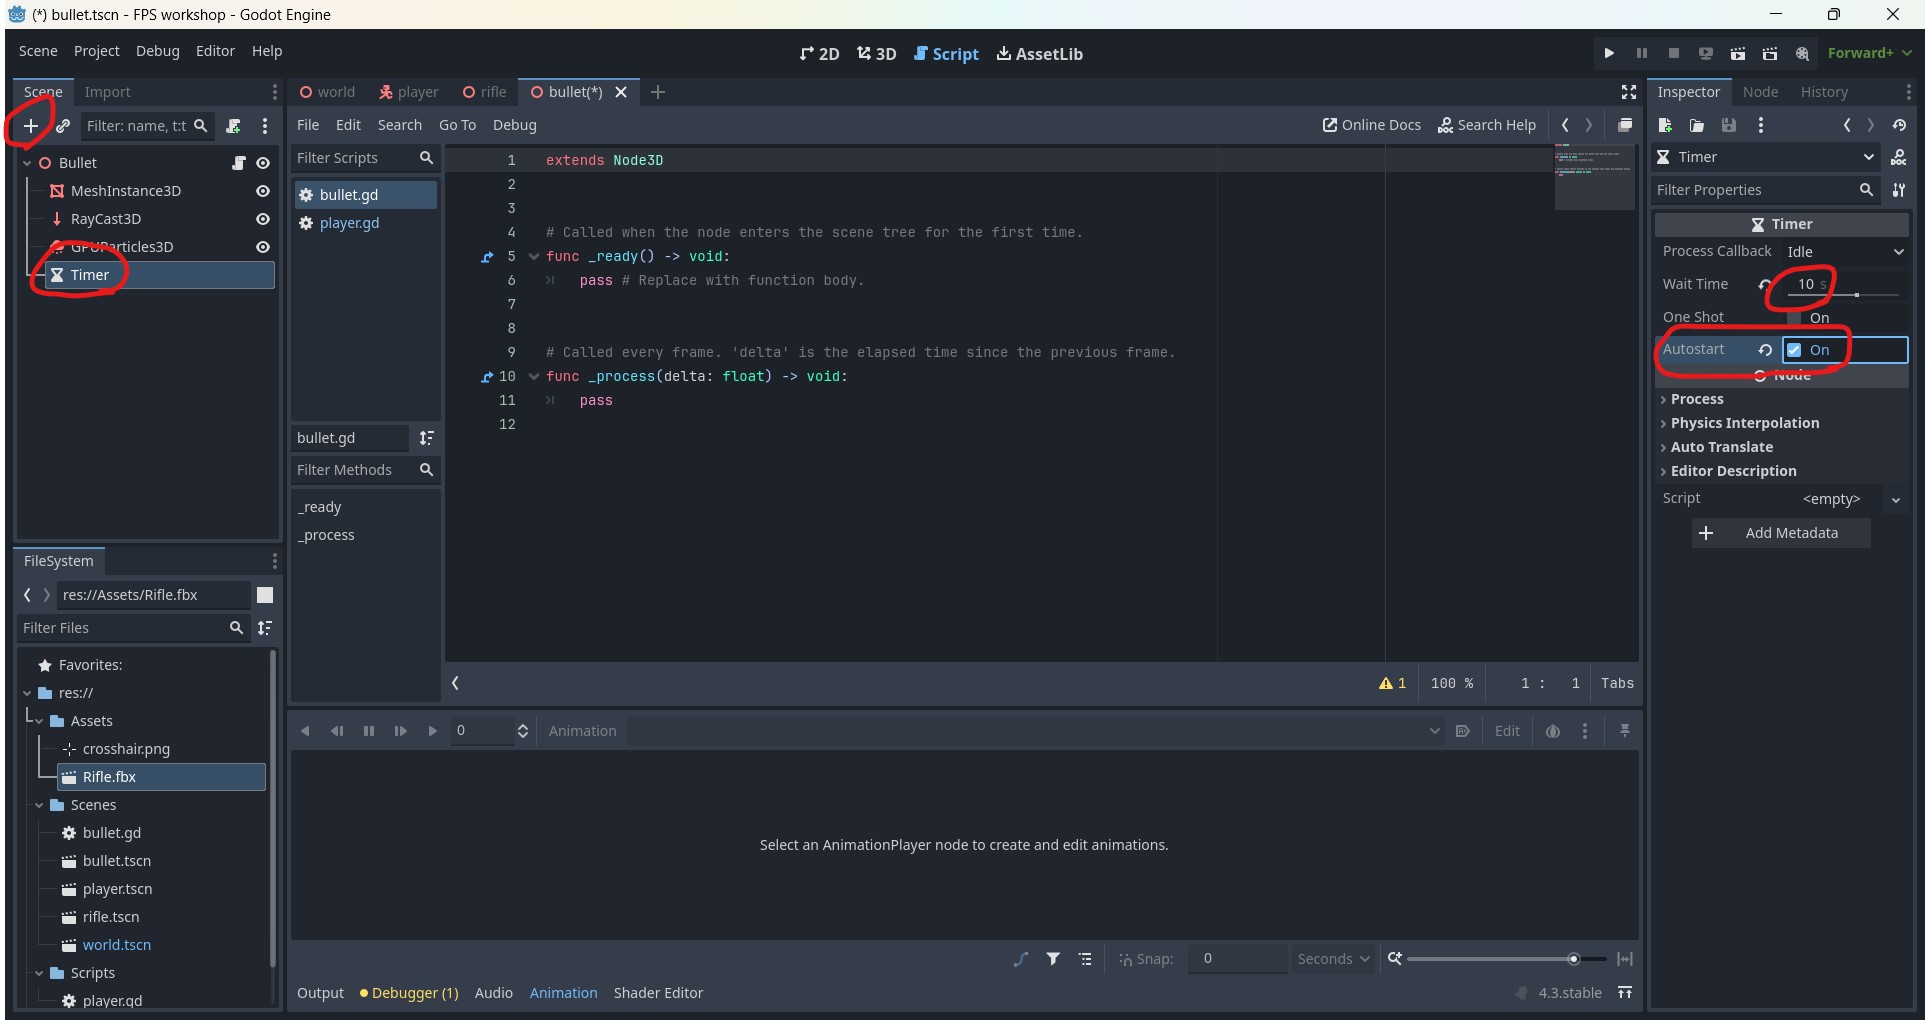 (*) bullet.tscn - FPS workshop - Godot Engine
Scene Project Debug Editor Help
2D 3D Script AssetLib
Forward+
Scene Import
Filter: name, t:t
Bullet
MeshInstance3D
RayCast3D
GPUParticles3D
Timer
world player rifle bullet(*)
File Edit Search Go To Debug
Online Docs Search Help
Filter Scripts
bullet.gd
player.gd
bullet.gd
Filter Methods
_ready
_process
1 extends Node3D
2
3
4 # Called when the node enters the scene tree for the first time.
5 func _ready() -> void:
6 pass # Replace with function body.
7
8
9 # Called every frame. 'delta' is the elapsed time since the previous frame.
10 func _process(delta: float) -> void:
11 pass
12
1 100 % 1 : 1 Tabs
Inspector Node History
Timer
Filter Properties
Timer
Process Callback Idle
Wait Time 10 s
One Shot On
Autostart On
Node
Process
Physics Interpolation
Auto Translate
Editor Description
Script <empty>
Add Metadata
FileSystem
res://Assets/Rifle.fbx
Filter Files
Favorites:
res://
Assets
crosshair.png
Rifle.fbx
Scenes
bullet.gd
bullet.tscn
player.tscn
rifle.tscn
world.tscn
Scripts
player.gd
0 Animation Edit
Select an AnimationPlayer node to create and edit animations.
Snap: 0 Seconds
Output Debugger (1) Audio Animation Shader Editor
4.3.stable